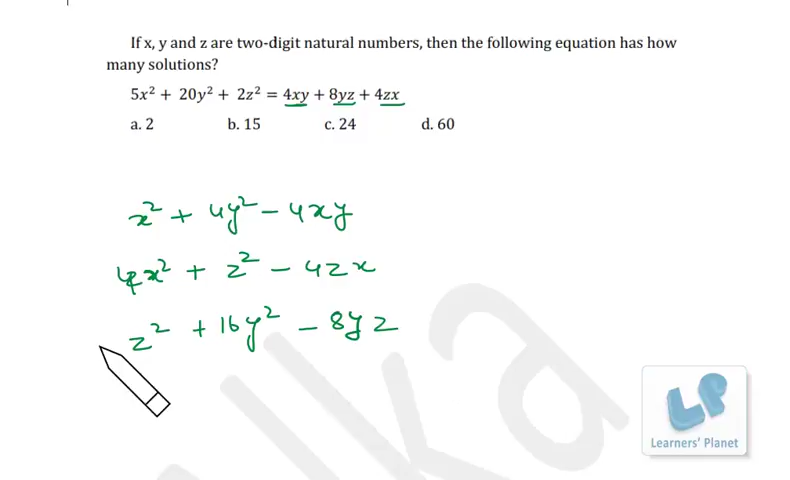 If x, y and z are two-digit natural numbers, then the following equation has how
many solutions?
5x² + 20y² + 2z² = 4xy + 8yz + 4zx
a. 2 b. 15 c. 24 d. 60
x² + 4y² - 4xy
4x² + z² - 4zx
z² + 16y² - 8yz
LP
Learners' Planet